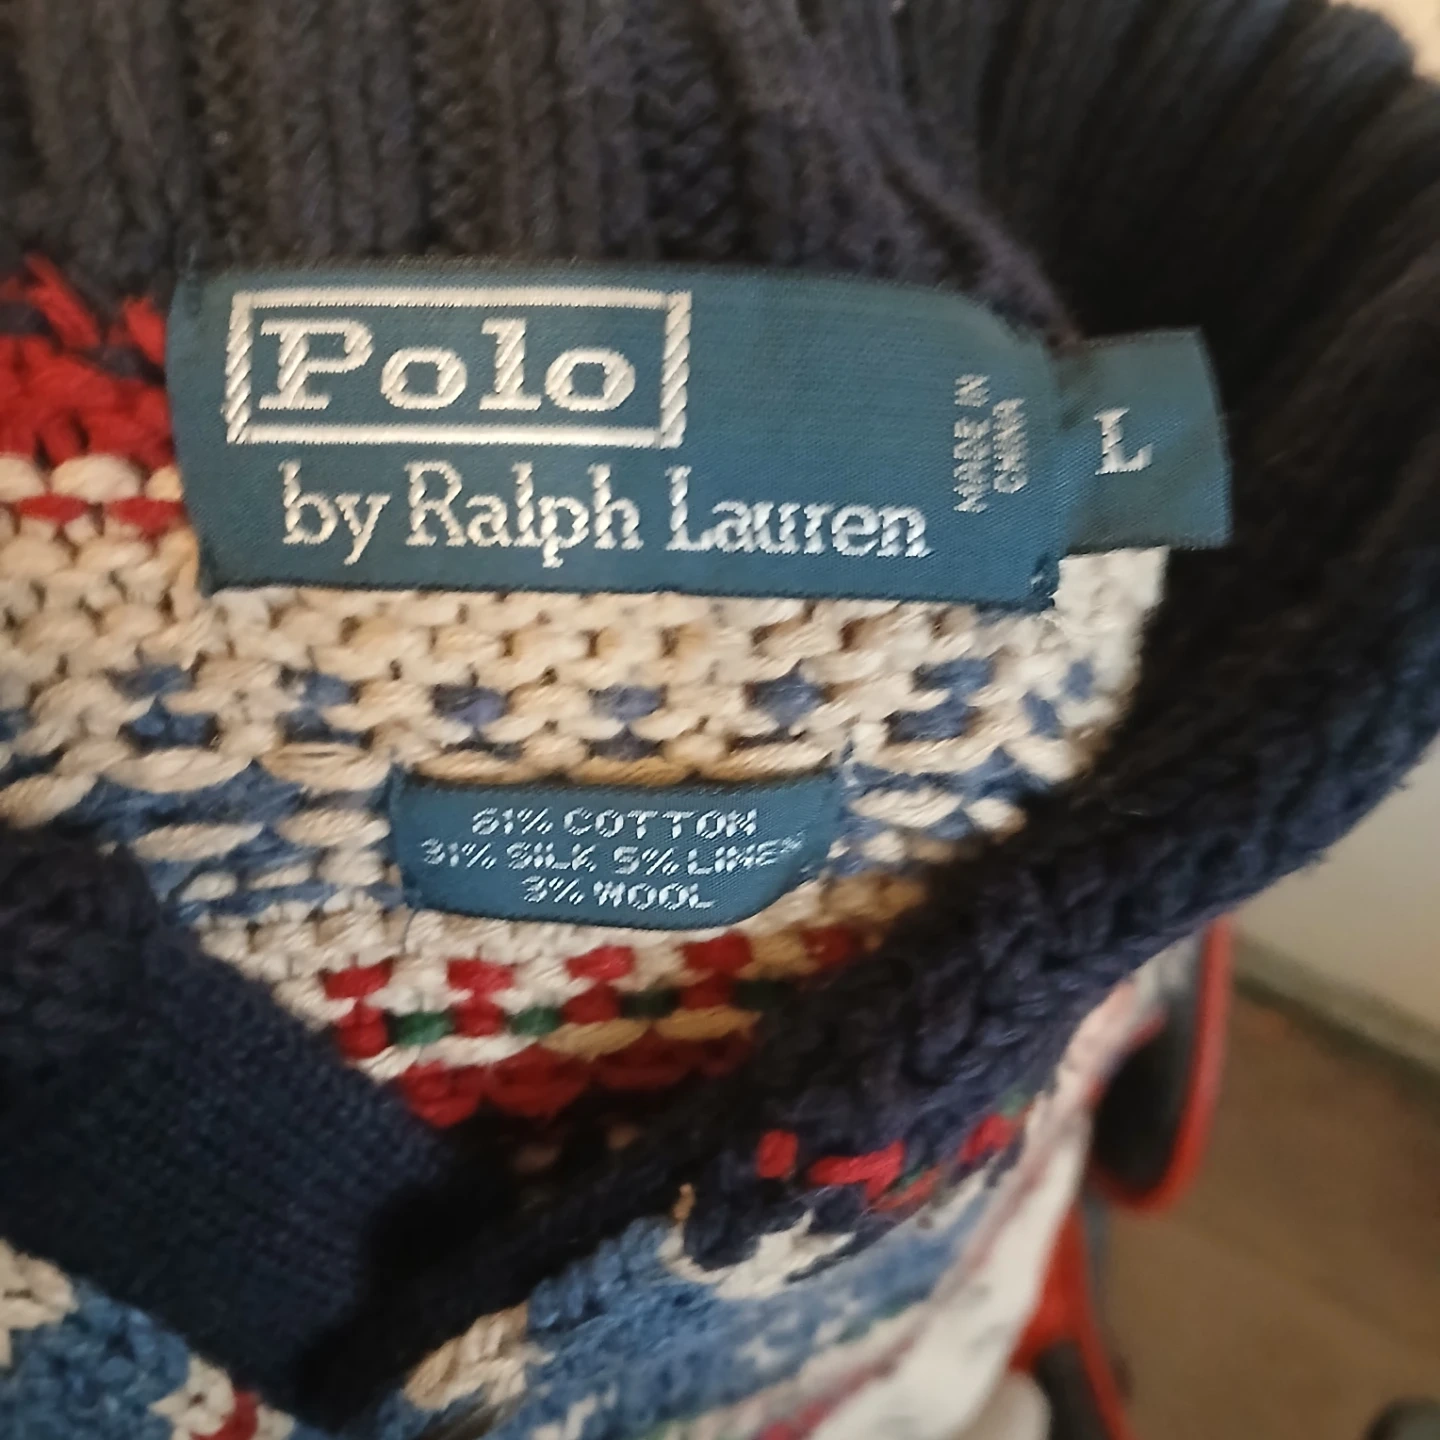 Polo
by Ralph Lauren
MADE IN
CHINA
L
61% COTTON
31% SILK 5% LINEN
3% WOOL